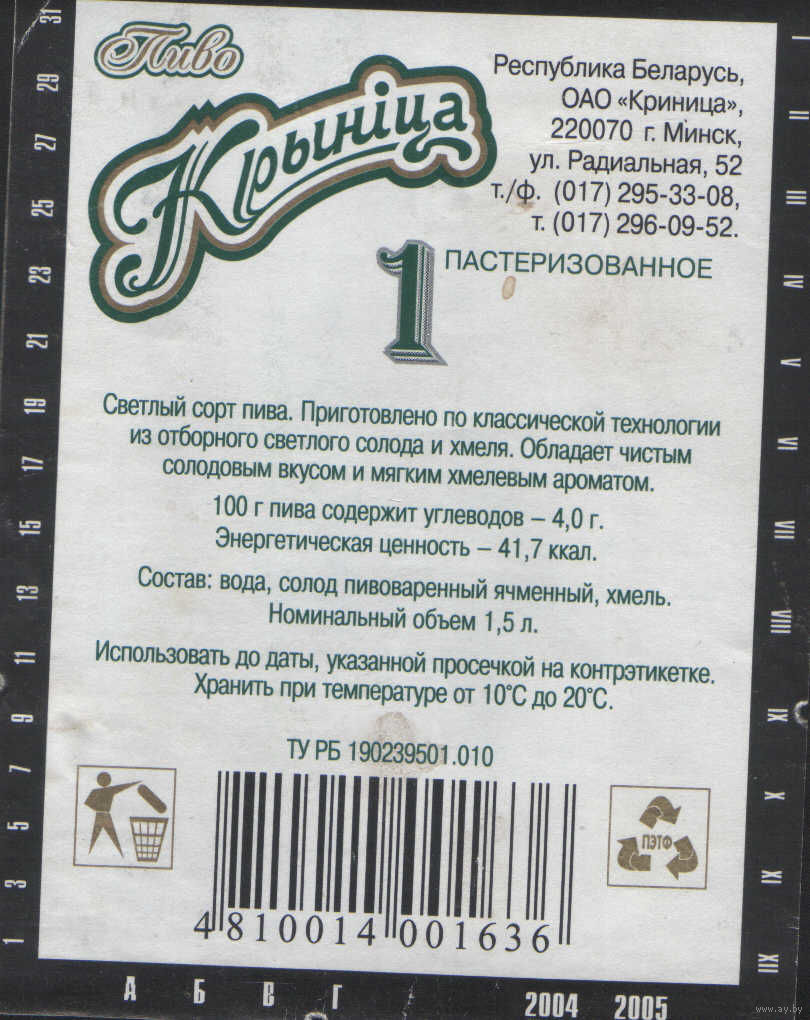 Пиво
Крыніца
Республика Беларусь,
ОАО «Криница»,
220070 г. Минск,
ул. Радиальная, 52
т./ф. (017) 295-33-08,
т. (017) 296-09-52.
1
ПАСТЕРИЗОВАННОЕ
Светлый сорт пива. Приготовлено по классической технологии
из отборного светлого солода и хмеля. Обладает чистым
солодовым вкусом и мягким хмелевым ароматом.
100 г пива содержит углеводов – 4,0 г.
Энергетическая ценность – 41,7 ккал.
Состав: вода, солод пивоваренный ячменный, хмель.
Номинальный объем 1,5 л.
Использовать до даты, указанной просечкой на контрэтикетке.
Хранить при температуре от 10°С до 20°С.
ТУ РБ 190239501.010
ПЭТФ
4 810014 001636
31
29
27
25
23
21
19
17
15
13
11
9
7
5
3
1
I
II
III
IV
V
VI
VII
VIII
IX
X
XI
XII
А Б В Г 2004 2005
www.ay.by